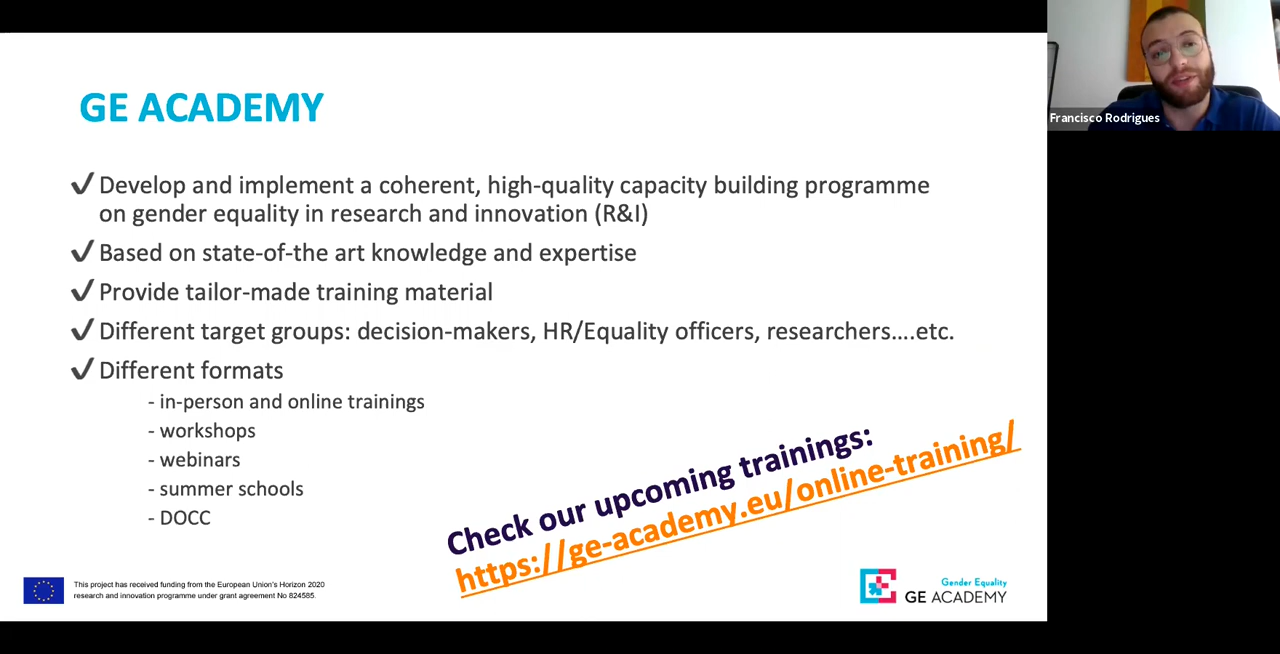 GE ACADEMY
Develop and implement a coherent, high-quality capacity building programme
on gender equality in research and innovation (R&I)
Based on state-of-the art knowledge and expertise
Provide tailor-made training material
Different target groups: decision-makers, HR/Equality officers, researchers....etc.
Different formats
- in-person and online trainings
- workshops
- webinars
- summer schools
- DOCC
Check our upcoming trainings:
https://ge-academy.eu/online-training/
This project has received funding from the European Union's Horizon 2020
research and innovation programme under grant agreement No 824585.
Gender Equality
GE ACADEMY
Francisco Rodrigues